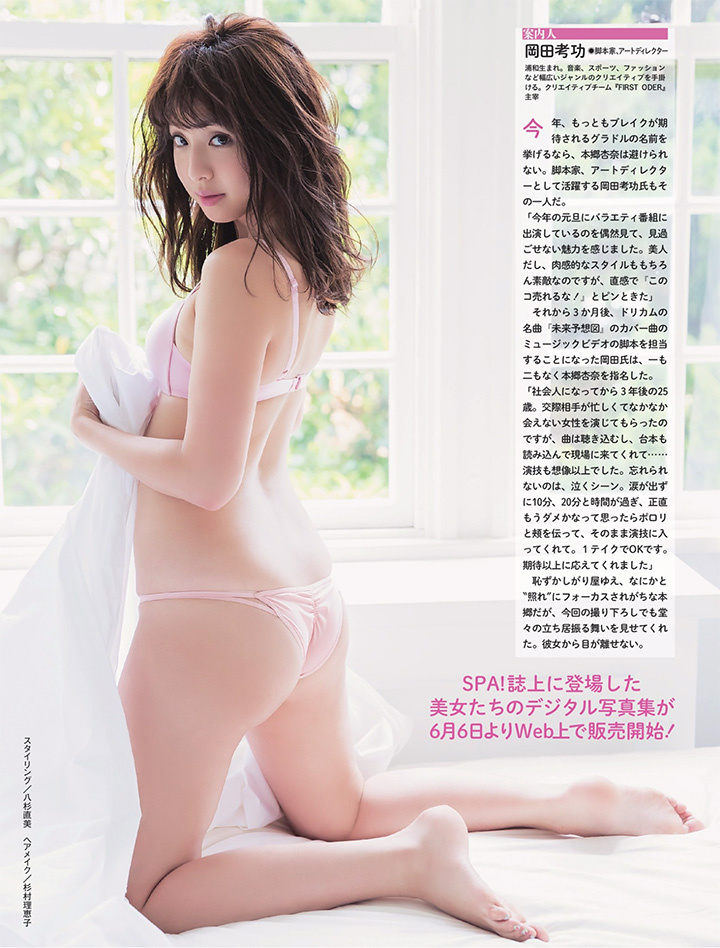 案内人
岡田考功 ●脚本家、アートディレクター
浦和生まれ。音楽、スポーツ、ファッション
など幅広いジャンルのクリエイティブを手掛
ける。クリエイティブチーム『FIRST ODER』
主宰
今年、もっともブレイクが期
待されるグラドルの名前を
挙げるなら、本郷杏奈は避けられ
ない。脚本家、アートディレクタ
ーとして活躍する岡田考功氏もそ
の一人だ。
「今年の元旦にバラエティ番組に
出演しているのを偶然見て、見過
ごせない魅力を感じました。美人
だし、肉感的なスタイルももちろ
ん素敵なのですが、直感で『この
コ売れるな！』とピンときた」
それから３か月後、ドリカムの
名曲『未来予想図』のカバー曲の
ミュージックビデオの脚本を担当
することになった岡田氏は、一も
二もなく本郷杏奈を指名した。
「社会人になってから３年後の25
歳。交際相手が忙しくてなかなか
会えない女性を演じてもらったの
ですが、曲は聴き込むし、台本も
読み込んで現場に来てくれて……
演技も想像以上でした。忘れられ
ないのは、泣くシーン。涙が出ず
に10分、20分と時間が過ぎ、正直
もうダメかなって思ったらポロリ
と頬を伝って、そのまま演技に入
ってくれて。１テイクでOKです。
期待以上に応えてくれました」
恥ずかしがり屋ゆえ、なにかと
〝照れ〟にフォーカスされがちな本
郷だが、今回の撮り下ろしでも堂
々の立ち居振る舞いを見せてくれ
た。彼女から目が離せない。
SPA!誌上に登場した
美女たちのデジタル写真集が
6月6日よりWeb上で販売開始!
スタイリング／八杉直美 ヘアメイク／杉村理恵子